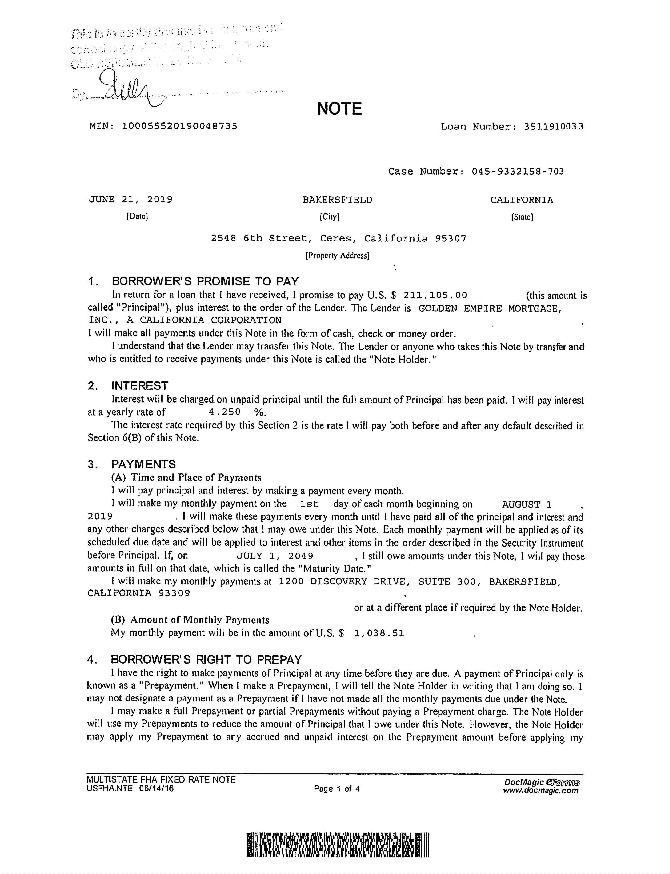 NOTE
MIN: 100055520190048735 Loan Number: 3511910033
Case Number: 045-9332158-703
JUNE 21, 2019 BAKERSFIELD CALIFORNIA
[Date] [City] [State]
2548 6th Street, Ceres, California 95307
[Property Address]
1. BORROWER'S PROMISE TO PAY
In return for a loan that I have received, I promise to pay U.S. $ 211,105.00 (this amount is
called "Principal"), plus interest to the order of the Lender. The Lender is GOLDEN EMPIRE MORTGAGE,
INC., A CALIFORNIA CORPORATION .
I will make all payments under this Note in the form of cash, check or money order.
I understand that the Lender may transfer this Note. The Lender or anyone who takes this Note by transfer and
who is entitled to receive payments under this Note is called the "Note Holder."
2. INTEREST
Interest will be charged on unpaid principal until the full amount of Principal has been paid. I will pay interest
at a yearly rate of 4.250 %.
The interest rate required by this Section 2 is the rate I will pay both before and after any default described in
Section 6(B) of this Note.
3. PAYMENTS
(A) Time and Place of Payments
I will pay principal and interest by making a payment every month.
I will make my monthly payment on the 1st day of each month beginning on AUGUST 1 ,
2019 . I will make these payments every month until I have paid all of the principal and interest and
any other charges described below that I may owe under this Note. Each monthly payment will be applied as of its
scheduled due date and will be applied to interest and other items in the order described in the Security Instrument
before Principal. If, on JULY 1, 2049 , I still owe amounts under this Note, I will pay those
amounts in full on that date, which is called the "Maturity Date."
I will make my monthly payments at 1200 DISCOVERY DRIVE, SUITE 300, BAKERSFIELD,
CALIFORNIA 93309 ,
or at a different place if required by the Note Holder.
(B) Amount of Monthly Payments
My monthly payment will be in the amount of U.S. $ 1,038.51 .
4. BORROWER'S RIGHT TO PREPAY
I have the right to make payments of Principal at any time before they are due. A payment of Principal only is
known as a "Prepayment." When I make a Prepayment, I will tell the Note Holder in writing that I am doing so. I
may not designate a payment as a Prepayment if I have not made all the monthly payments due under the Note.
I may make a full Prepayment or partial Prepayments without paying a Prepayment charge. The Note Holder
will use my Prepayments to reduce the amount of Principal that I owe under this Note. However, the Note Holder
may apply my Prepayment to any accrued and unpaid interest on the Prepayment amount before applying my
MULTISTATE FHA FIXED RATE NOTE DocMagic
USFHA.NTE 06/14/16 Page 1 of 4 www.docmagic.com